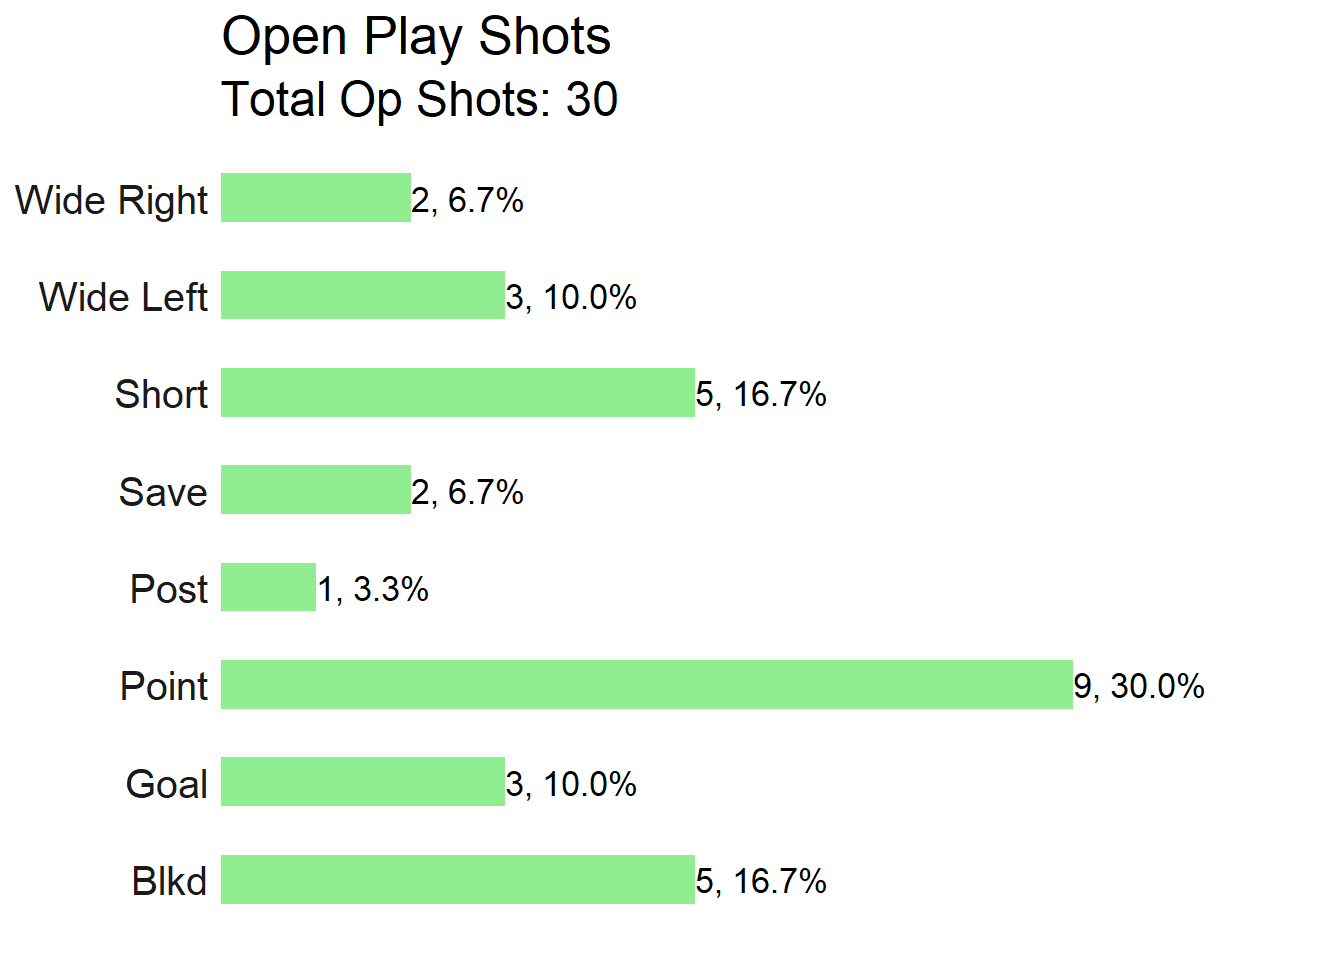 Open Play Shots
Total Op Shots: 30
Wide Right 2, 6.7%
Wide Left 3, 10.0%
Short 5, 16.7%
Save 2, 6.7%
Post 1, 3.3%
Point 9, 30.0%
Goal 3, 10.0%
Blkd 5, 16.7%